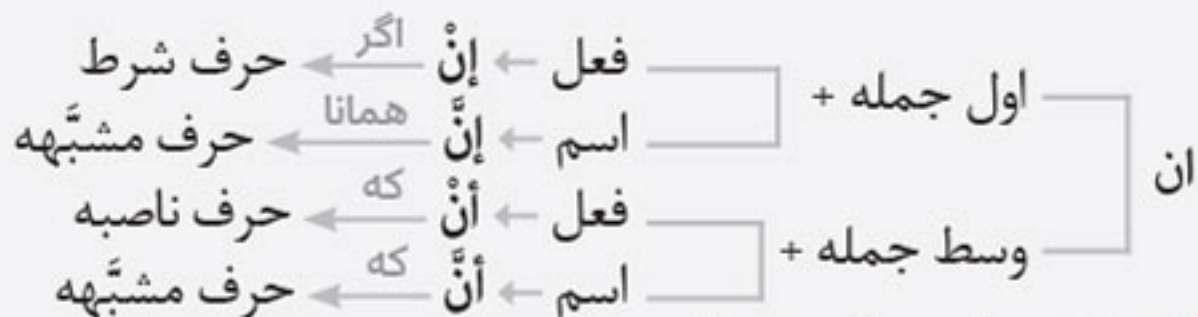 ان
اول جمله +
فعل ← إنْ ← اگر حرف شرط
اسم ← إنَّ ← همانا حرف مشبَّهه
وسط جمله +
فعل ← أنْ ← که حرف ناصبه
اسم ← أنَّ ← که حرف مشبَّهه